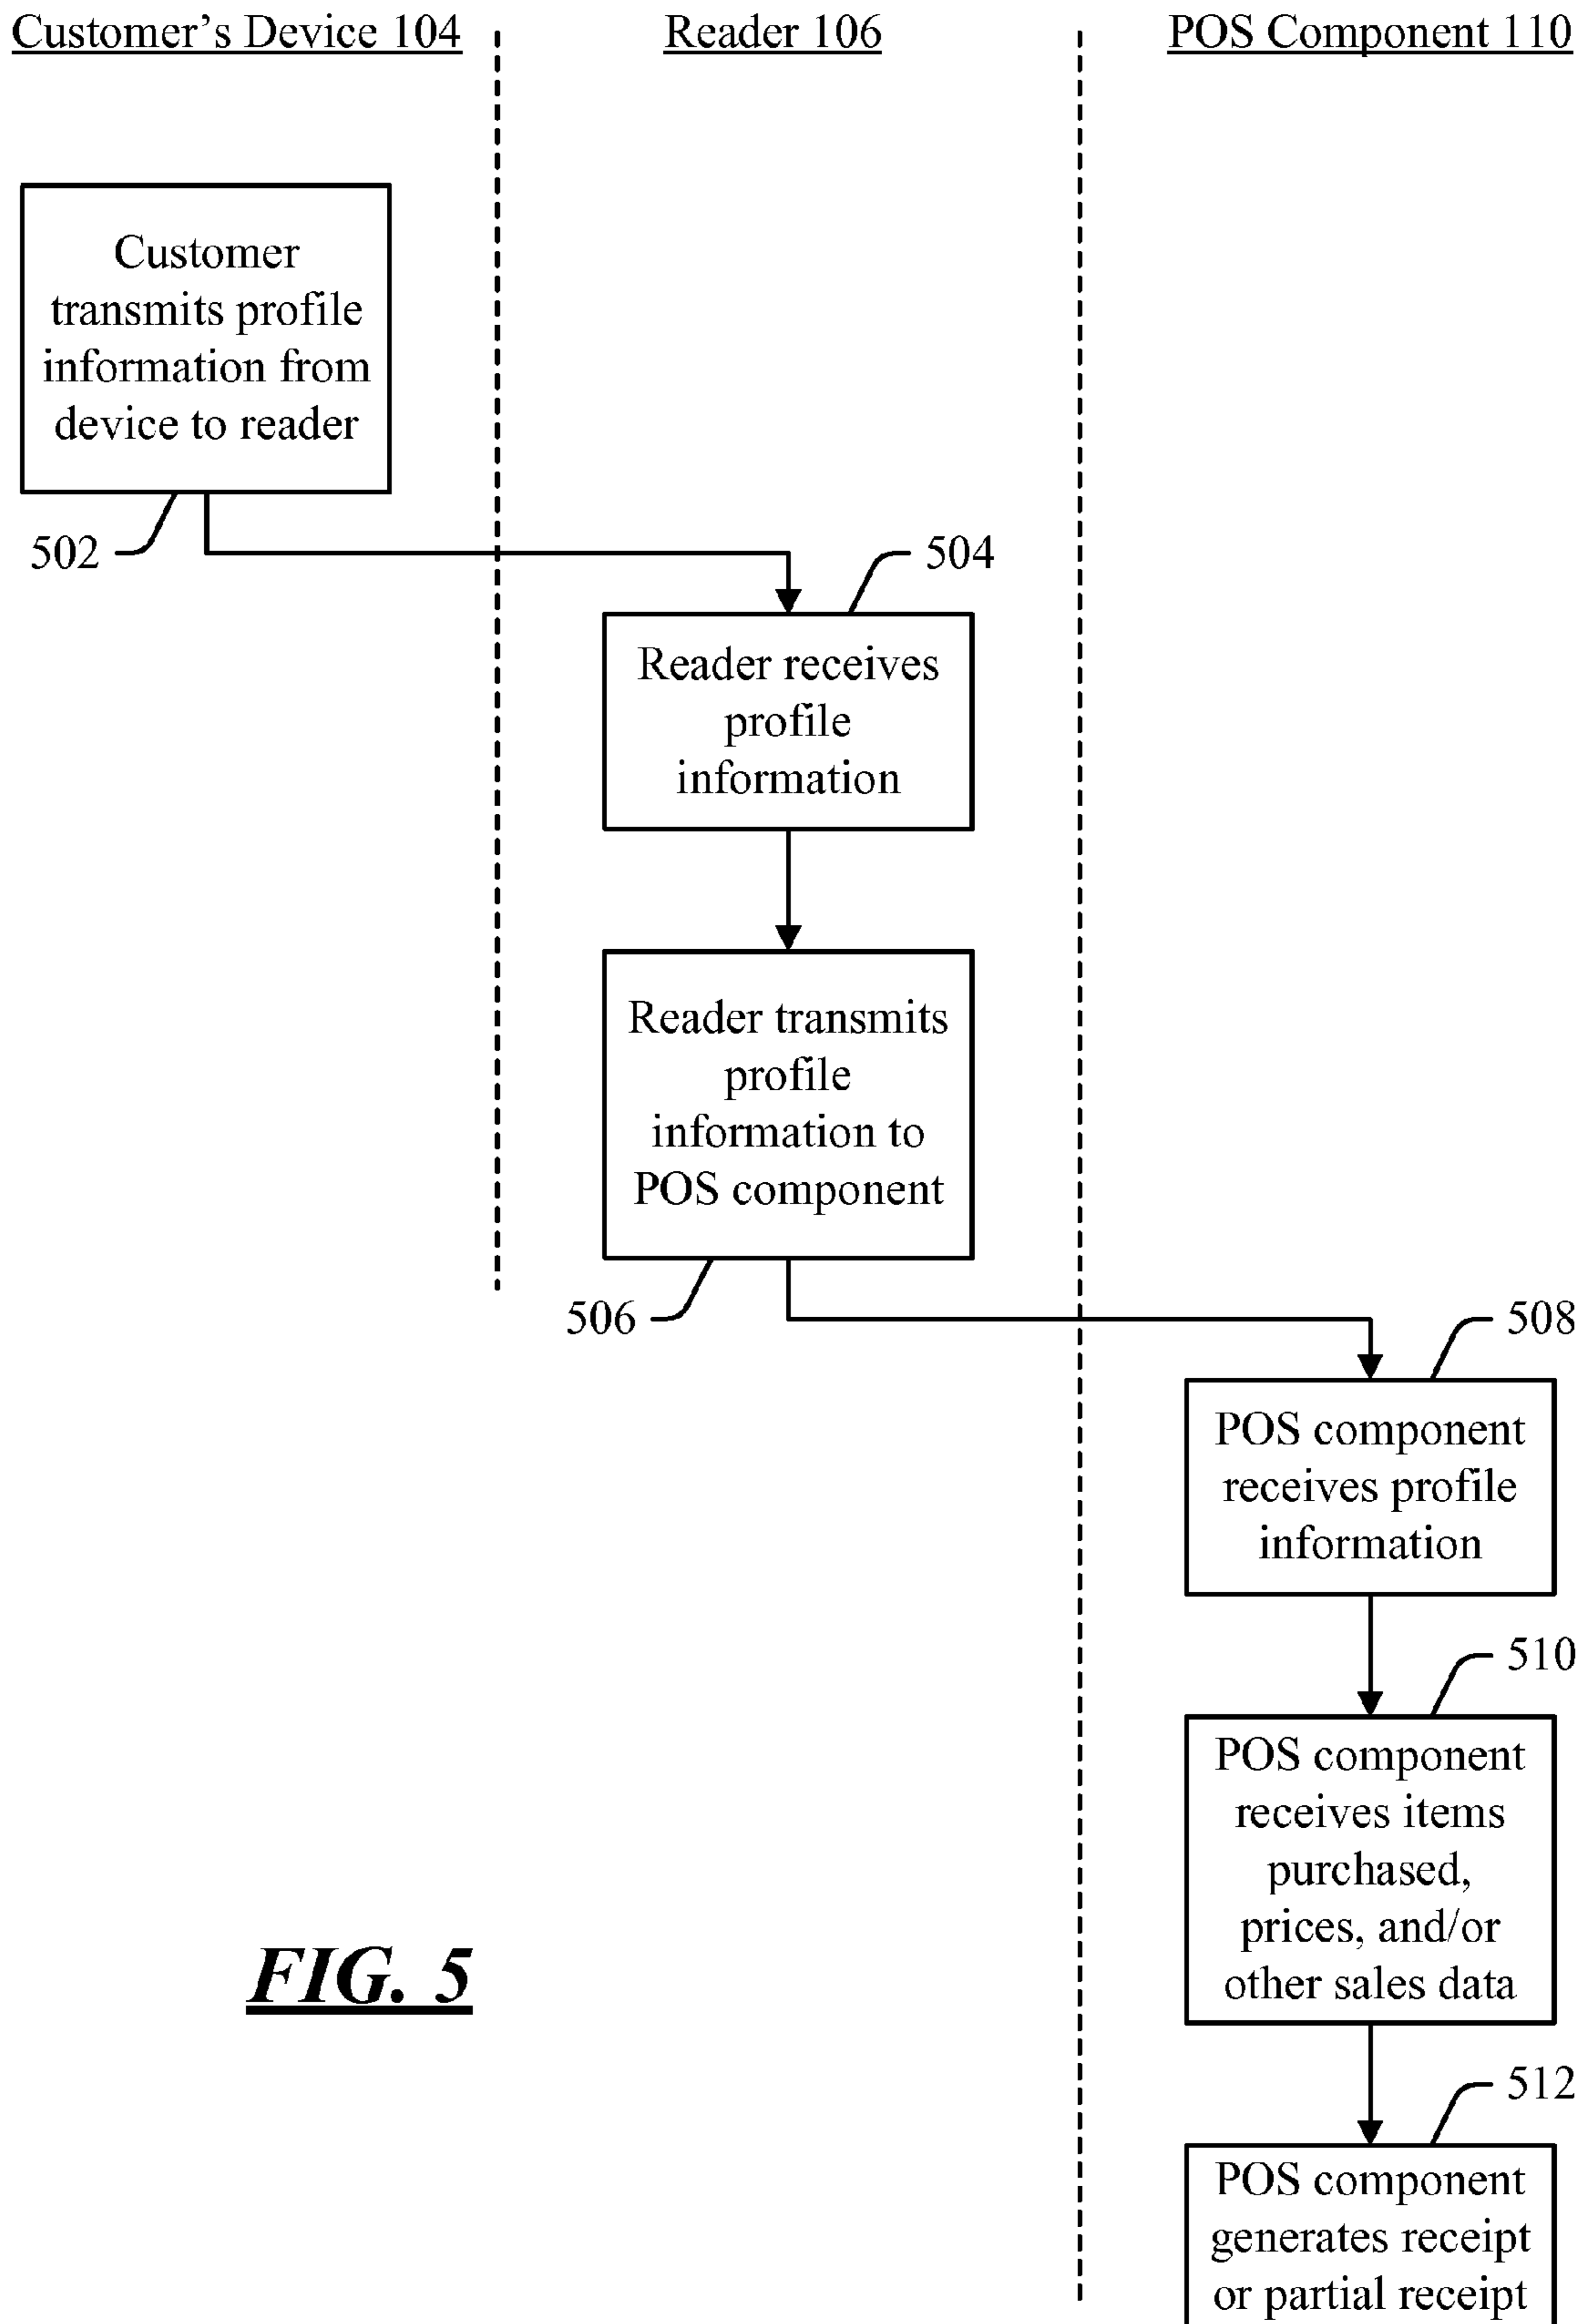 Customer’s Device 104
Reader 106
POS Component 110
Customer
transmits profile
information from
device to reader
502
504
Reader receives
profile
information
Reader transmits
profile
information to
POS component
506
508
POS component
receives profile
information
510
POS component
receives items
purchased,
prices, and/or
other sales data
512
POS component
generates receipt
or partial receipt
FIG. 5